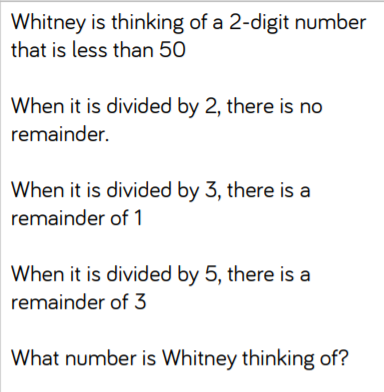 Whitney is thinking of a 2-digit number
that is less than 50
When it is divided by 2, there is no
remainder.
When it is divided by 3, there is a
remainder of 1
When it is divided by 5, there is a
remainder of 3
What number is Whitney thinking of?